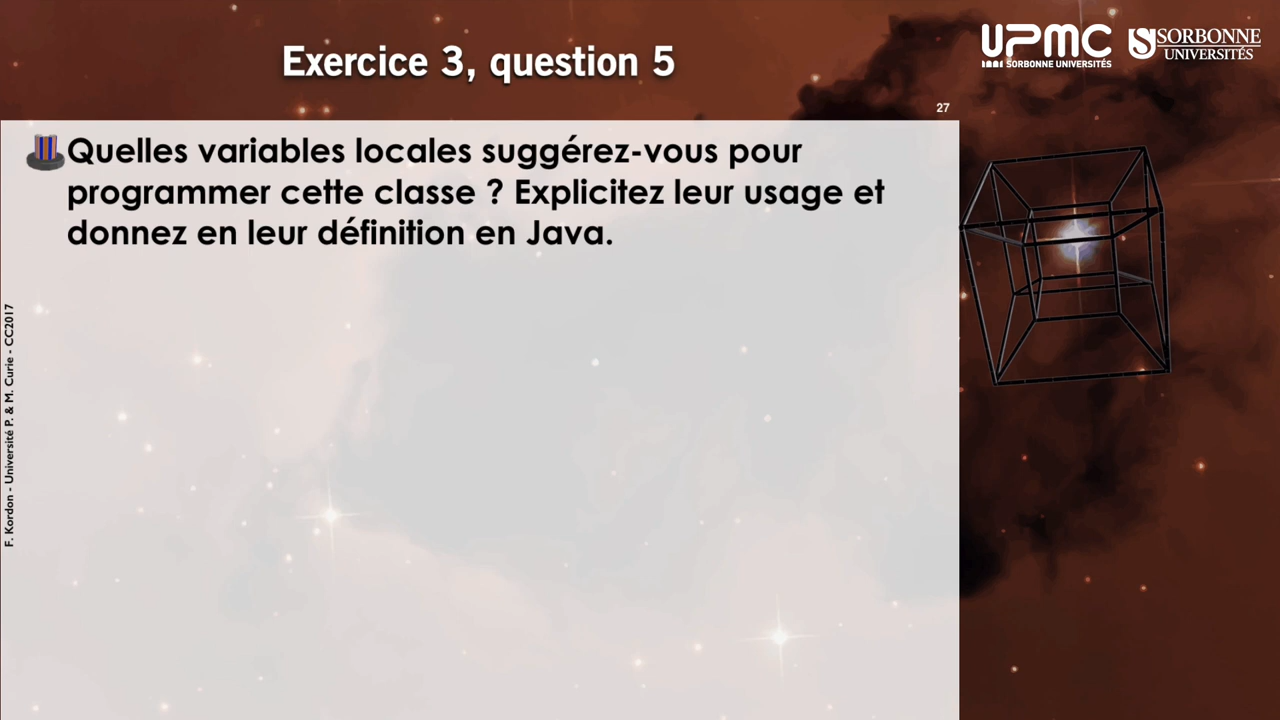 Exercice 3, question 5
UPMC
SORBONNE UNIVERSITÉS
SORBONNE
UNIVERSITÉS
27
Quelles variables locales suggérez-vous pour
programmer cette classe ? Explicitez leur usage et
donnez en leur définition en Java.
F. Kordon - Université P. & M. Curie - CC2017